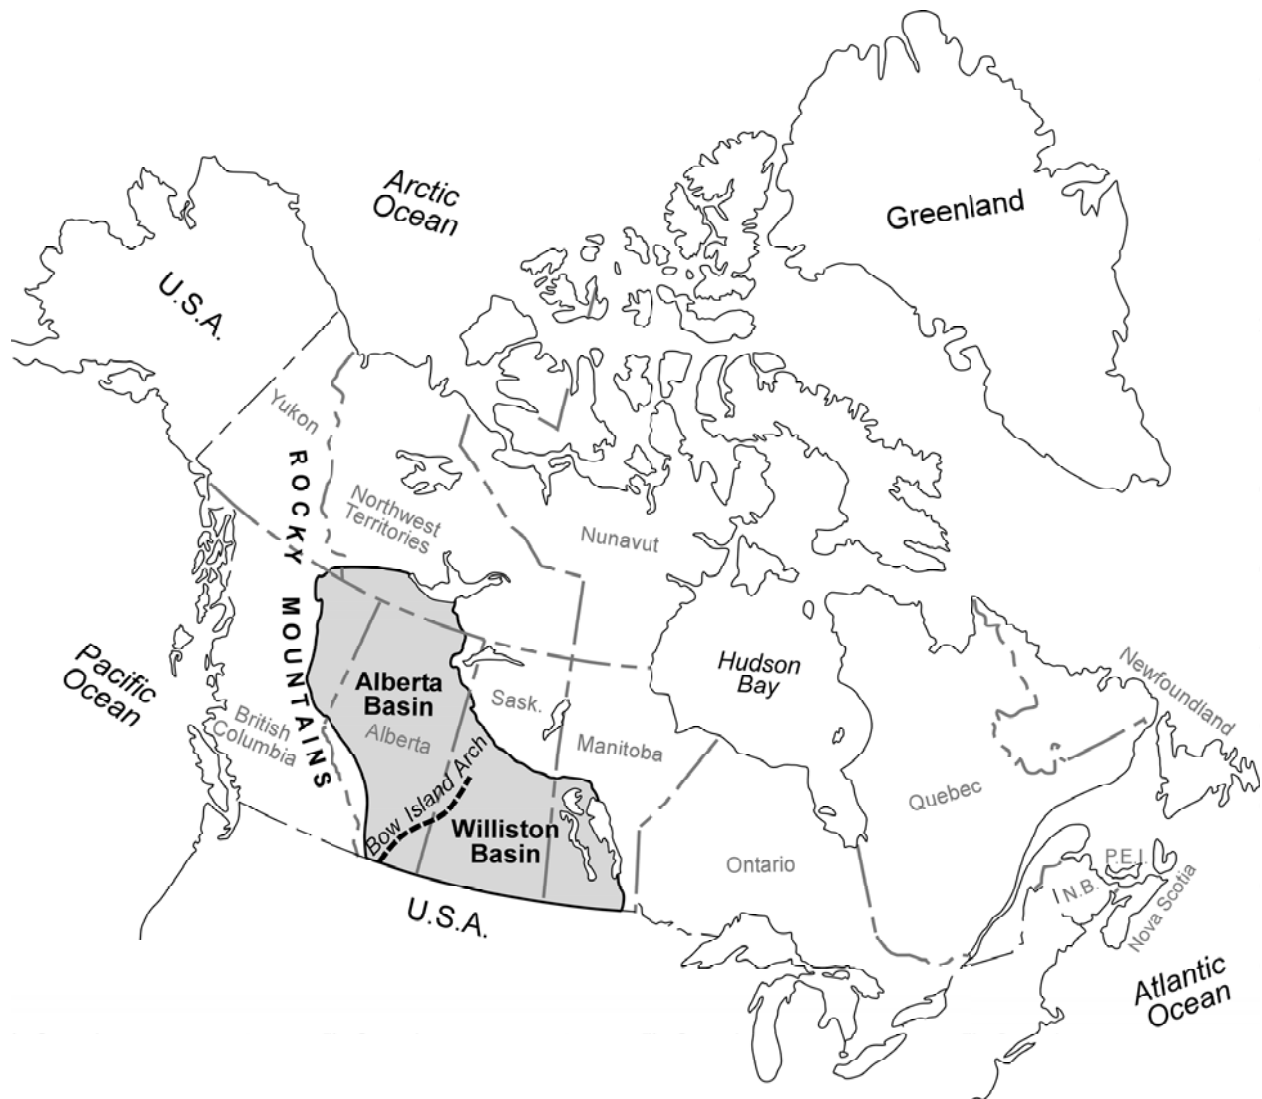 Arctic
Ocean
Greenland
U.S.A.
Yukon
ROCKY MOUNTAINS
Northwest
Territories
Nunavut
Pacific
Ocean
Hudson
Bay
Newfoundland
Alberta
Basin
Alberta
Sask.
British
Columbia
Manitoba
Bow Island Arch
Quebec
Williston
Basin
Ontario
P.E.I.
N.B.
Nova Scotia
U.S.A.
Atlantic
Ocean